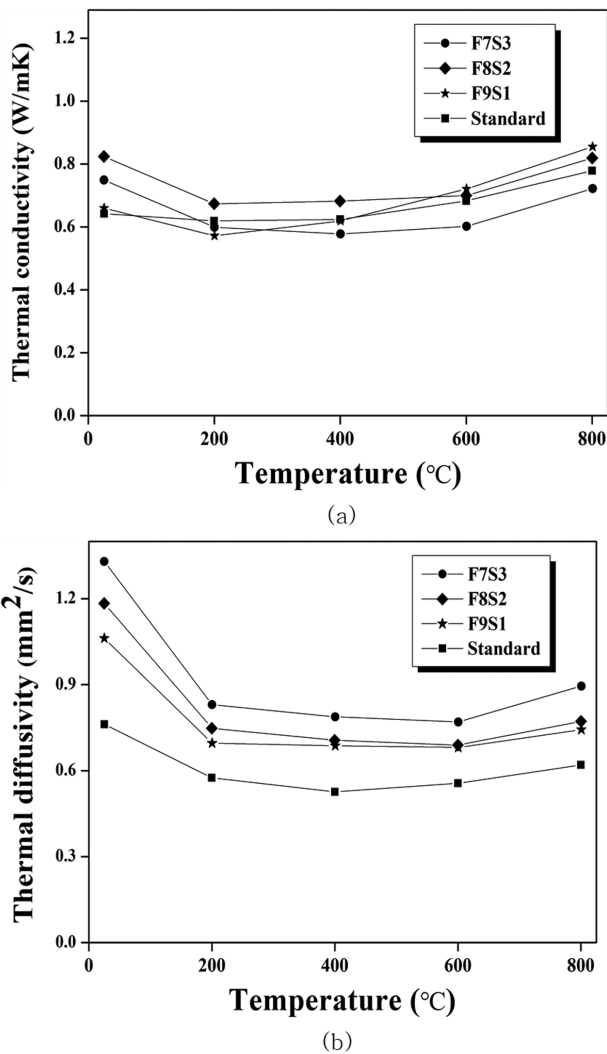 1.2
1.0
0.8
0.6
0.4
0.2
0.0
Thermal conductivity (W/mK)
F7S3
F8S2
F9S1
Standard
0 200 400 600 800
Temperature (℃)
(a)
1.2
0.9
0.6
0.3
0.0
Thermal diffusivity (mm²/s)
F7S3
F8S2
F9S1
Standard
0 200 400 600 800
Temperature (℃)
(b)